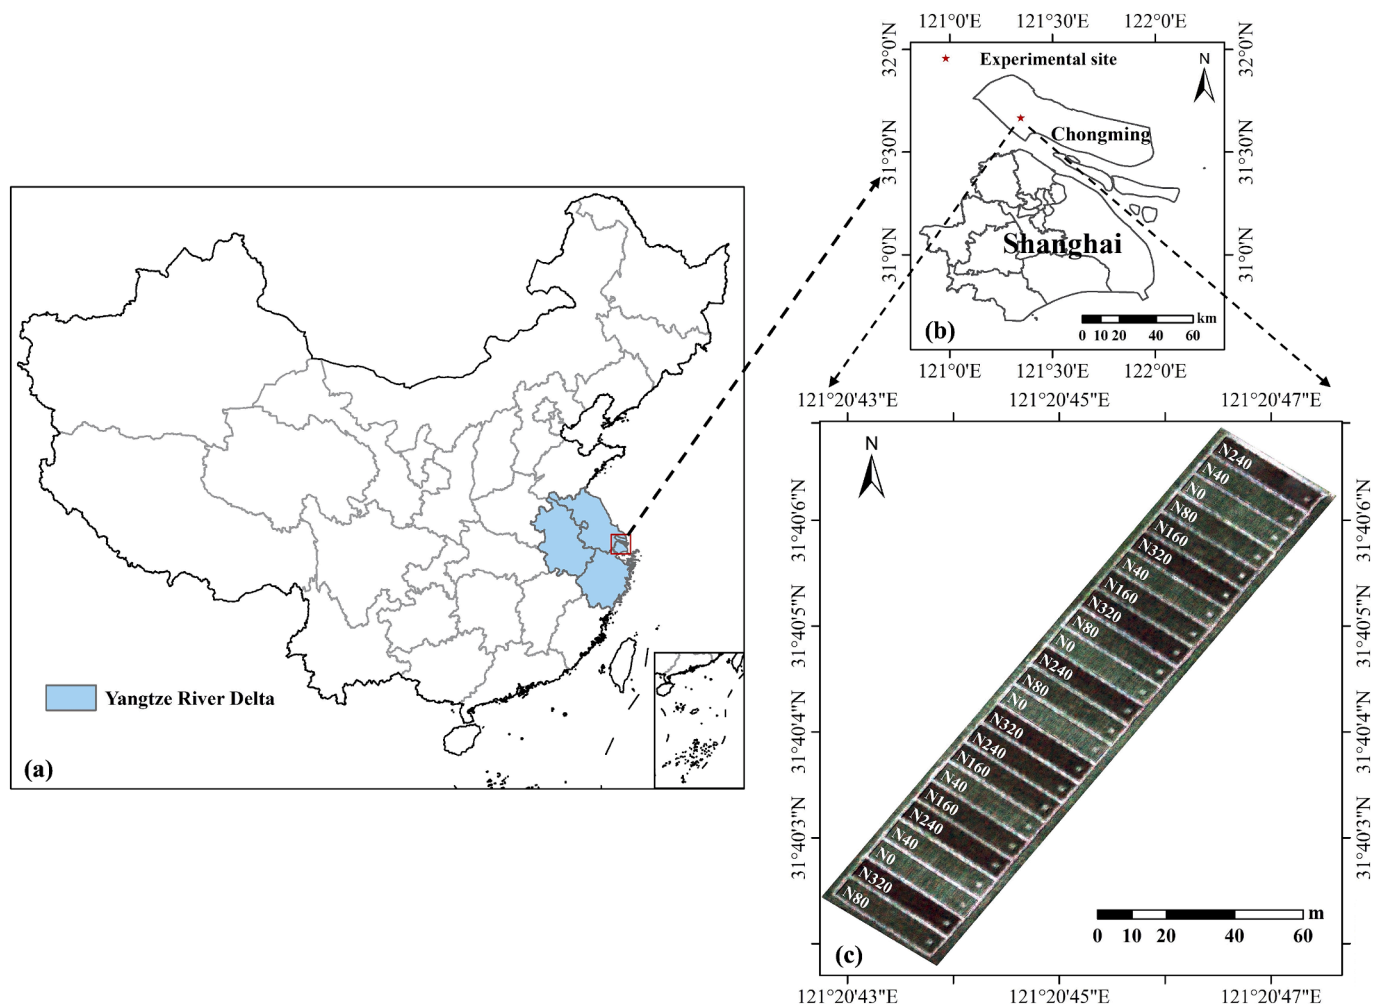 121°0'E 121°30'E 122°0'E
32°0'N
32°0'N
Experimental site
N
Chongming
31°30'N
31°30'N
Shanghai
31°0'N
31°0'N
km
0 10 20 40 60
(b)
121°0'E 121°30'E 122°0'E
Yangtze River Delta
(a)
121°20'43"E 121°20'45"E 121°20'47"E
N
N240
N40
N0
N80
N160
N320
N40
N160
N320
N80
N0
N240
N80
N0
N320
N240
N160
N40
N160
N240
N40
N0
N320
N80
31°40'6"N
31°40'5"N
31°40'4"N
31°40'3"N
31°40'6"N
31°40'5"N
31°40'4"N
31°40'3"N
m
0 10 20 40 60
(c)
121°20'43"E 121°20'45"E 121°20'47"E